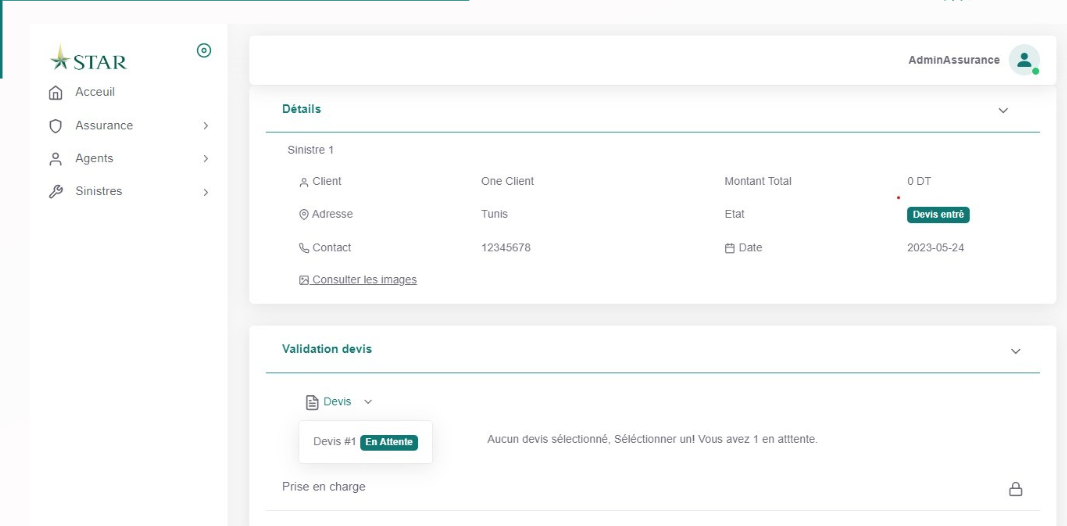 STAR
AdminAssurance
Acceuil
Assurance
Agents
Sinistres
Détails
Sinistre 1
Client One Client Montant Total 0 DT
Adresse Tunis Etat Devis entrè
Contact 12345678 Date 2023-05-24
Consulter les images
Validation devis
Devis
Devis #1 En Attente
Aucun devis sélectionné, Séléctionner un! Vous avez 1 en atttente.
Prise en charge